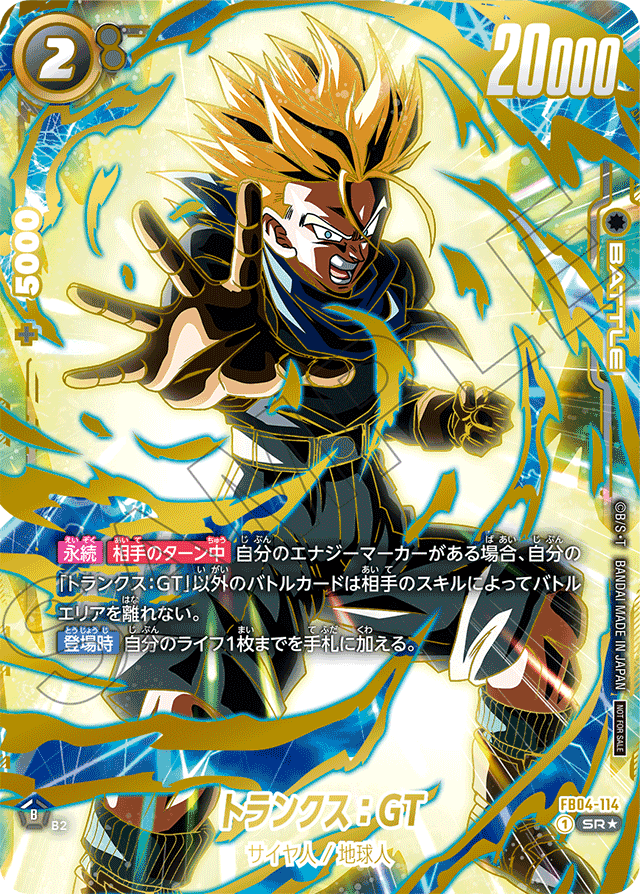 2
20000
+5000
BATTLE
SAMPLE
永続 相手のターン中 自分のエナジーマーカーがある場合、自分の
「トランクス：GT」以外のバトルカードは相手のスキルによってバトル
エリアを離れない。
登場時 自分のライフ1枚までを手札に加える。
©B/S・T BANDAI MADE IN JAPAN
NOT FOR SALE
B
B2
トランクス：GT
サイヤ人／地球人
FB04-114
1 SR★